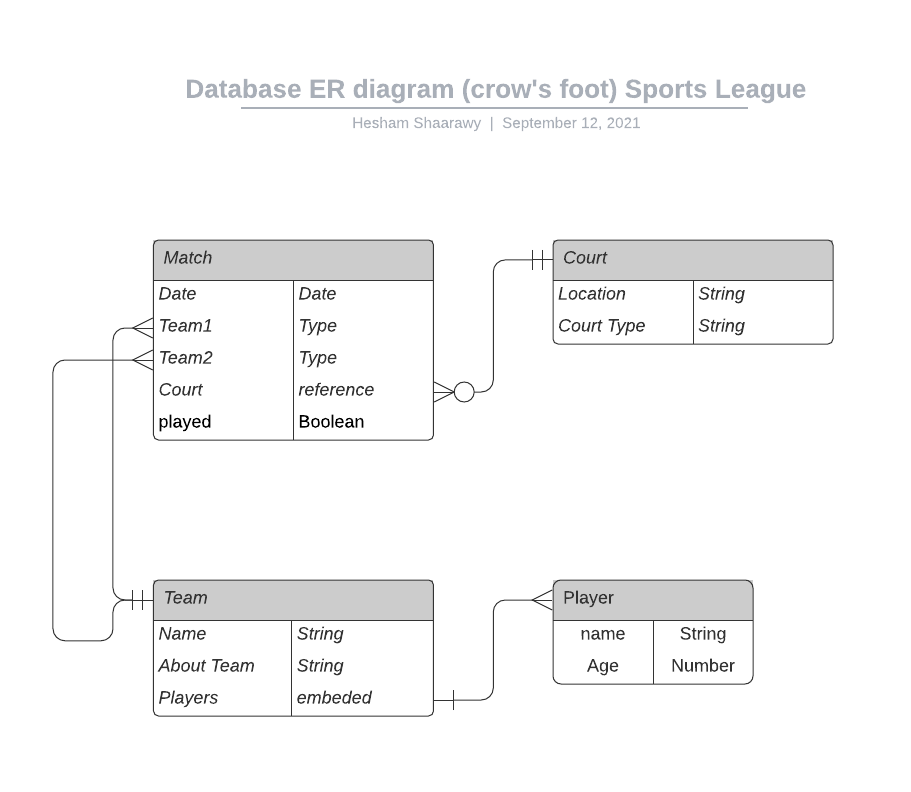 Database ER diagram (crow's foot) Sports League
Hesham Shaarawy | September 12, 2021
Match
Date Date
Team1 Type
Team2 Type
Court reference
played Boolean
Court
Location String
Court Type String
Team
Name String
About Team String
Players embeded
Player
name String
Age Number